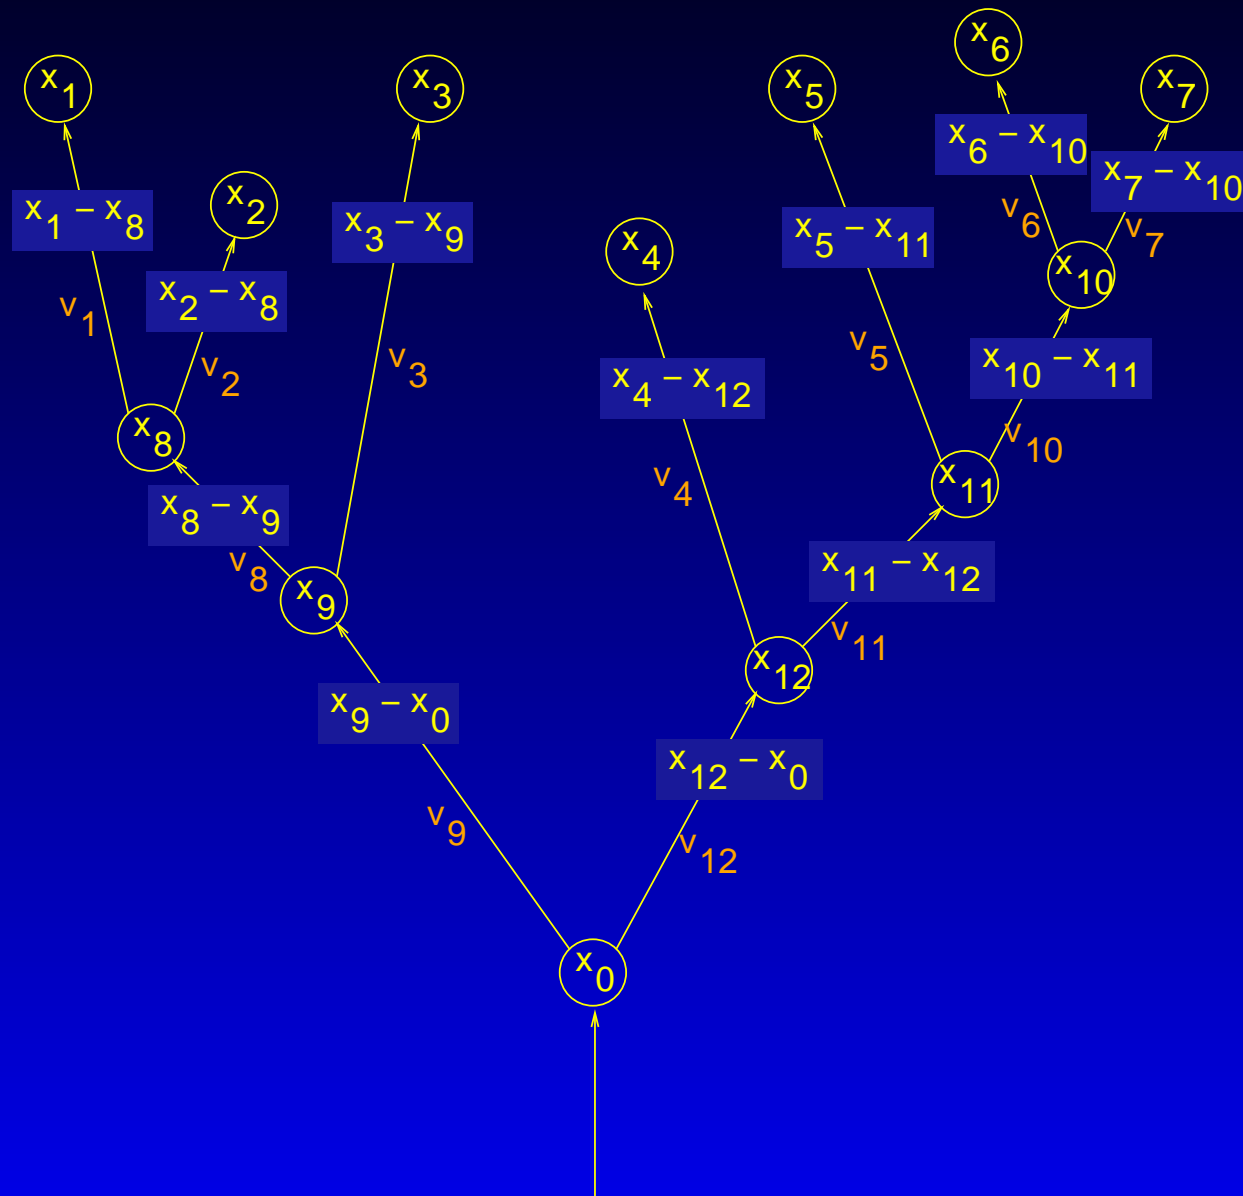 x6
x1
x3
x5
x7
x6 – x10
x7 – x10
x2
x1 – x8
x3 – x9
x5 – x11
v6
v7
x4
x10
x2 – x8
v1
v5
v3
v2
x10 – x11
x4 – x12
x8
v10
x11
v4
x8 – x9
v8
x11 – x12
x9
v11
x12
x9 – x0
x12 – x0
v9
v12
x0